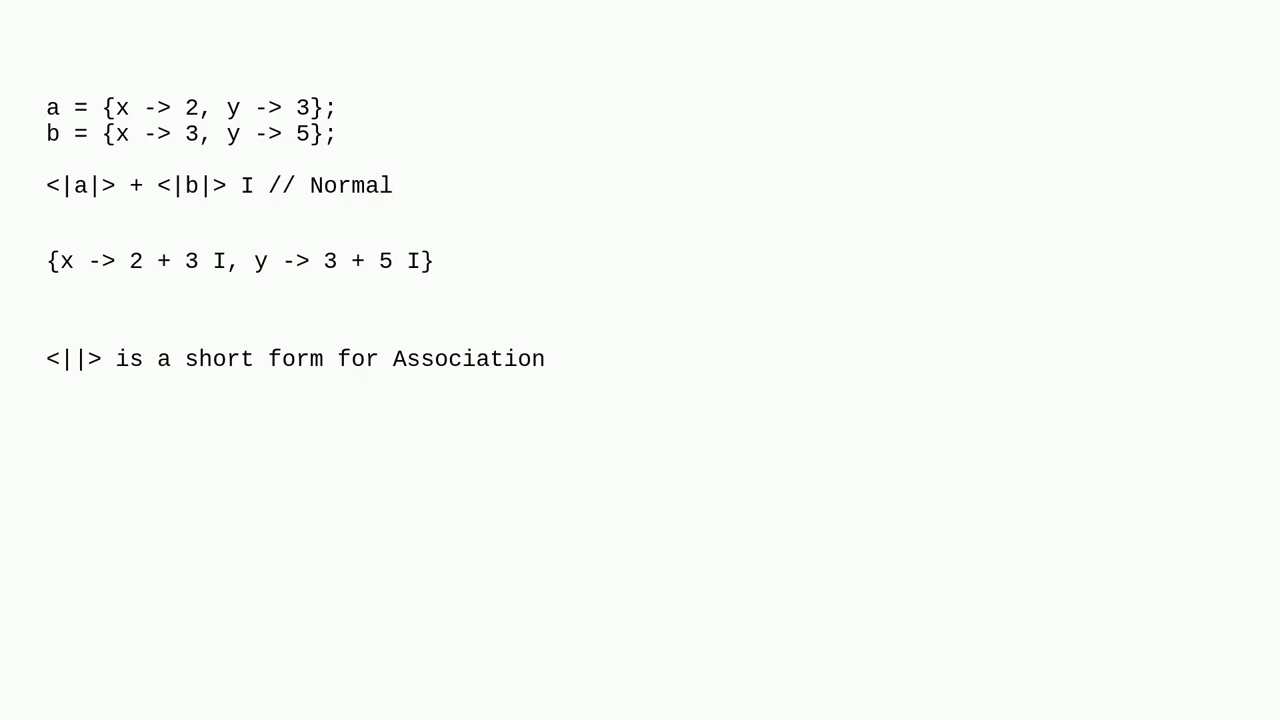 a = {x -> 2, y -> 3};
b = {x -> 3, y -> 5};
<|a|> + <|b|> I // Normal
{x -> 2 + 3 I, y -> 3 + 5 I}
<||> is a short form for Association